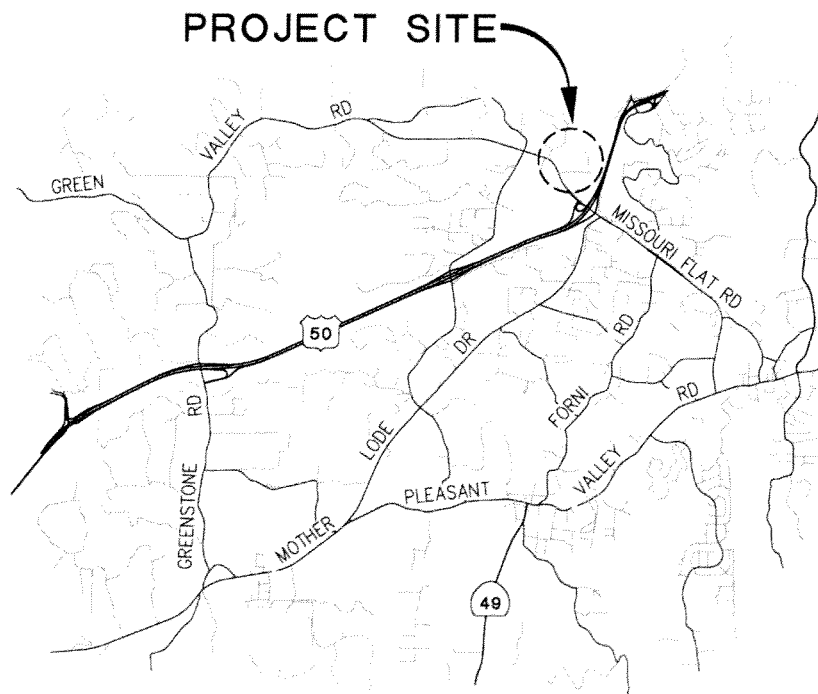 PROJECT SITE
GREEN VALLEY RD
MISSOURI FLAT RD
50
GREENSTONE RD
MOTHER LODE DR
FORNI RD
PLEASANT VALLEY RD
49